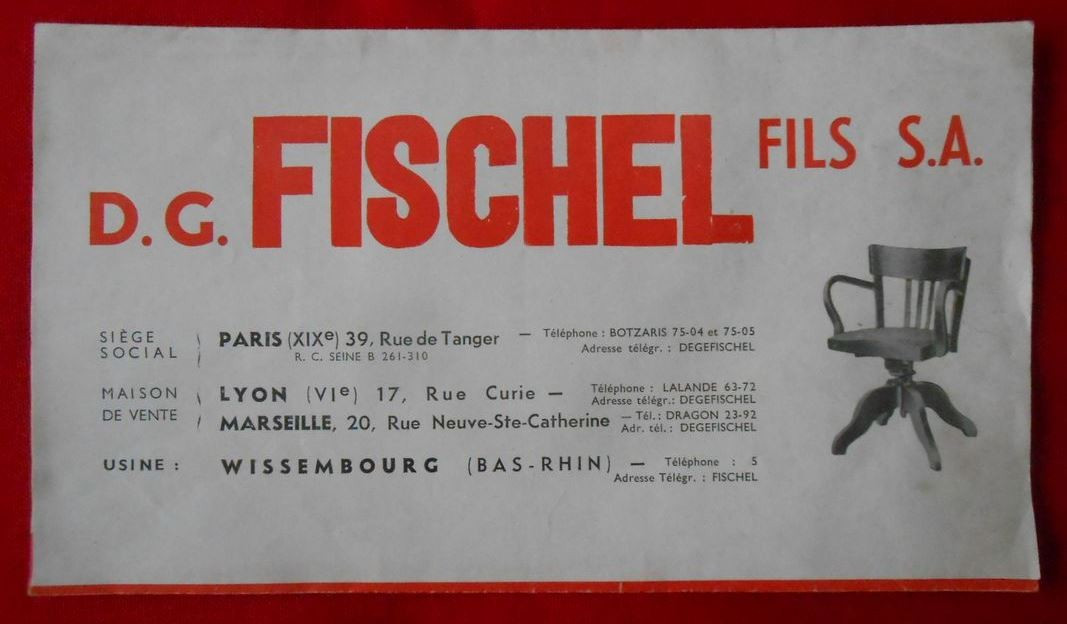 D. G. FISCHEL FILS S.A.
SIÈGE SOCIAL
PARIS (XIXe) 39, Rue de Tanger — Téléphone : BOTZARIS 75-04 et 75-05
R. C. SEINE B 261-310
Adresse télégr. : DEGEFISCHEL
MAISON DE VENTE
LYON (VIe) 17, Rue Curie — Téléphone : LALANDE 63-72
Adresse télégr.: DEGEFISCHEL
MARSEILLE, 20, Rue Neuve-Ste-Catherine — Tél.: DRAGON 23-92
Adr. tél. : DEGEFISCHEL
USINE : WISSEMBOURG (BAS-RHIN) — Téléphone : 5
Adresse Télégr. : FISCHEL